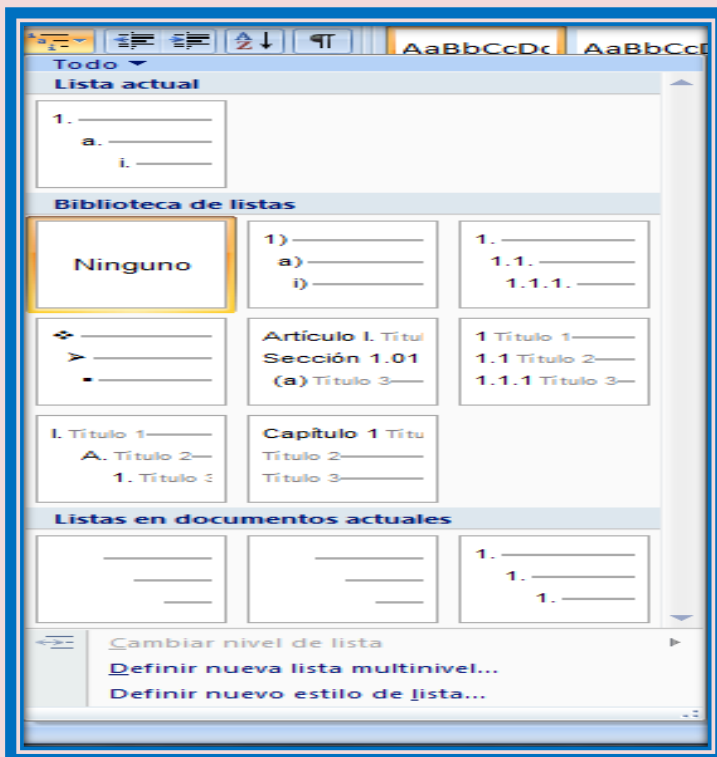 AaBbCcDc AaBbCcI
Todo
Lista actual
1.
a.
i.
Biblioteca de listas
Ninguno
1)
a)
i)
1.
1.1.
1.1.1.
Artículo I. Títul
Sección 1.01
(a) Título 3
1 Título 1
1.1 Título 2
1.1.1 Título 3
I. Título 1
A. Título 2
1. Título 3
Capítulo 1 Títu
Título 2
Título 3
Listas en documentos actuales
1.
1.
1.
Cambiar nivel de lista
Definir nueva lista multinivel...
Definir nuevo estilo de lista...